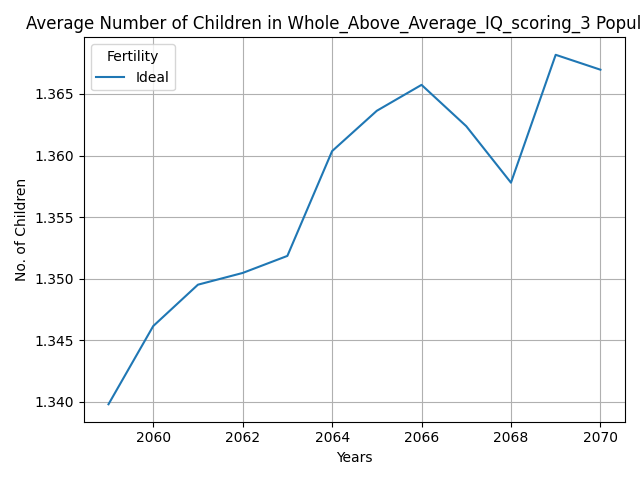 Average Number of Children in Whole_Above_Average_IQ_scoring_3 Popul
Fertility
Ideal
1.365
1.360
1.355
1.350
1.345
1.340
No. of Children
2060 2062 2064 2066 2068 2070
Years